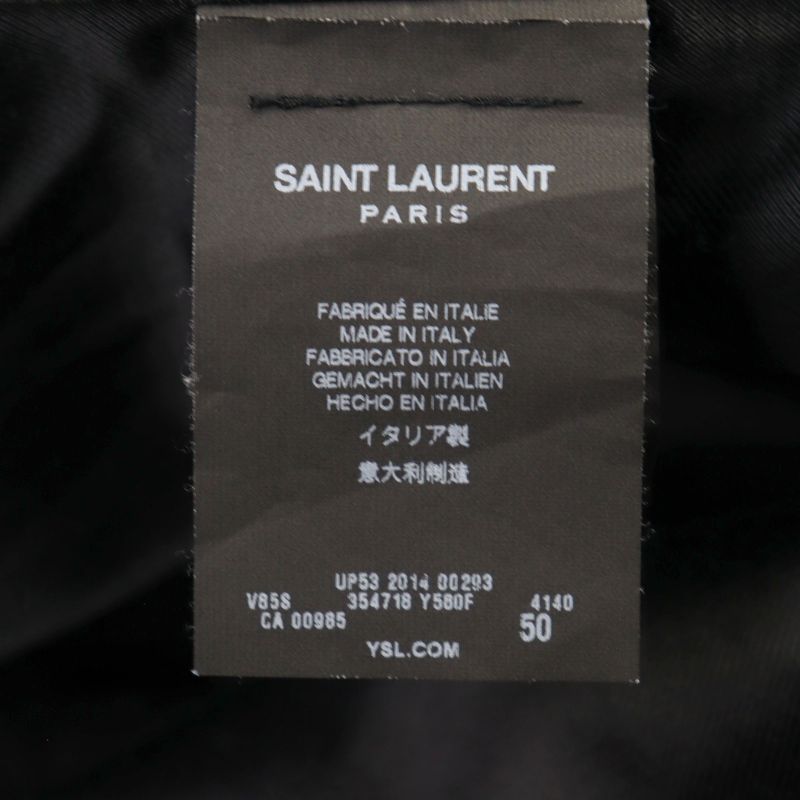 SAINT LAURENT
PARIS
FABRIQUÉ EN ITALIE
MADE IN ITALY
FABBRICATO IN ITALIA
GEMACHT IN ITALIEN
HECHO EN ITALIA
イタリア製
意大利制造
UP53 2014 00293
V85S 354718 Y580F 4140
CA 00985 50
YSL.COM